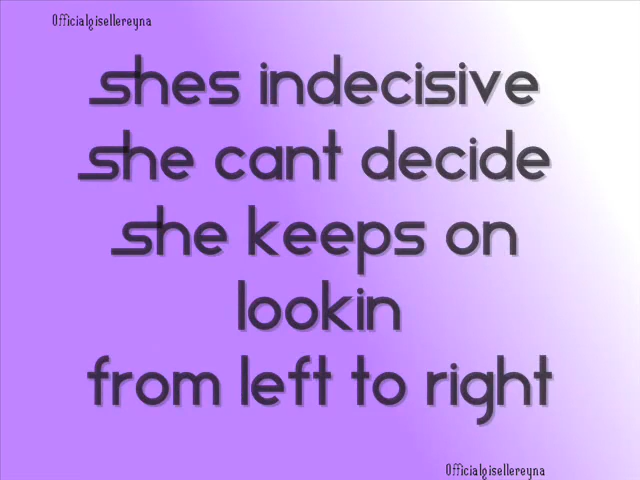 Officialgisellereyna
shes indecisive
she cant decide
she keeps on
lookin
from left to right
Officialgisellereyna